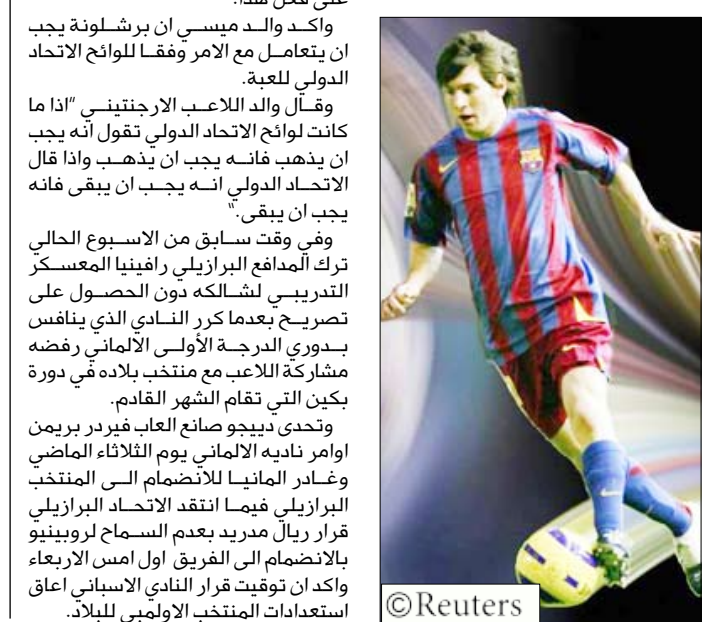 على فعل هذا.
واكد والد ميسي ان برشلونة يجب
ان يتعامل مع الامر وفقا للوائح الاتحاد
الدولي للعبة.
وقال والد اللاعب الارجنتيني "اذا ما
كانت لوائح الاتحاد الدولي تقول انه يجب
ان يذهب فانه يجب ان يذهب واذا قال
الاتحاد الدولي انه يجب ان يبقى فانه
يجب ان يبقى."
وفي وقت سابق من الاسبوع الحالي
ترك المدافع البرازيلي رافينيا المعسكر
التدريبي لشالكه دون الحصول على
تصريح بعدما كرر النادي الذي ينافس
بدوري الدرجة الأولى الالماني رفضه
مشاركة اللاعب مع منتخب بلاده في دورة
بكين التي تقام الشهر القادم.
وتحدى دييجو صانع العاب فيردر بريمن
اوامر ناديه الالماني يوم الثلاثاء الماضي
وغادر المانيا للانضمام الى المنتخب
البرازيلي فيما انتقد الاتحاد البرازيلي
قرار ريال مدريد بعدم السماح لروبينيو
بالانضمام الى الفريق اول امس الاربعاء
واكد ان توقيت قرار النادي الاسباني اعاق
استعدادات المنتخب الاولمبي للبلاد.
©Reuters